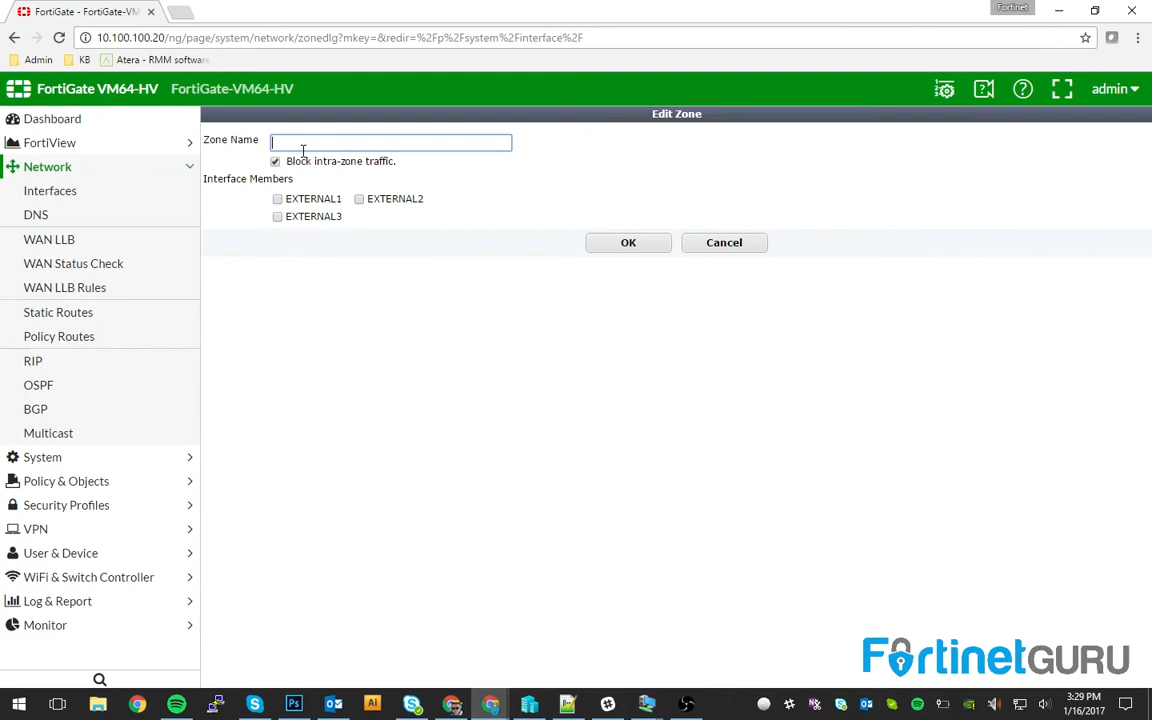 FortiGate - FortiGate-VM6
Fortinet
10.100.100.20/ng/page/system/network/zonedlg?mkey=&redir=%2Fp%2Fsystem%2Finterface%2F
Admin KB Atera - RMM software
FortiGate VM64-HV FortiGate-VM64-HV admin
Dashboard
FortiView
Network
Interfaces
DNS
WAN LLB
WAN Status Check
WAN LLB Rules
Static Routes
Policy Routes
RIP
OSPF
BGP
Multicast
System
Policy & Objects
Security Profiles
VPN
User & Device
WiFi & Switch Controller
Log & Report
Monitor
Edit Zone
Zone Name
Block intra-zone traffic.
Interface Members
EXTERNAL1 EXTERNAL2
EXTERNAL3
OK Cancel
FortinetGURU
3:29 PM
1/16/2017